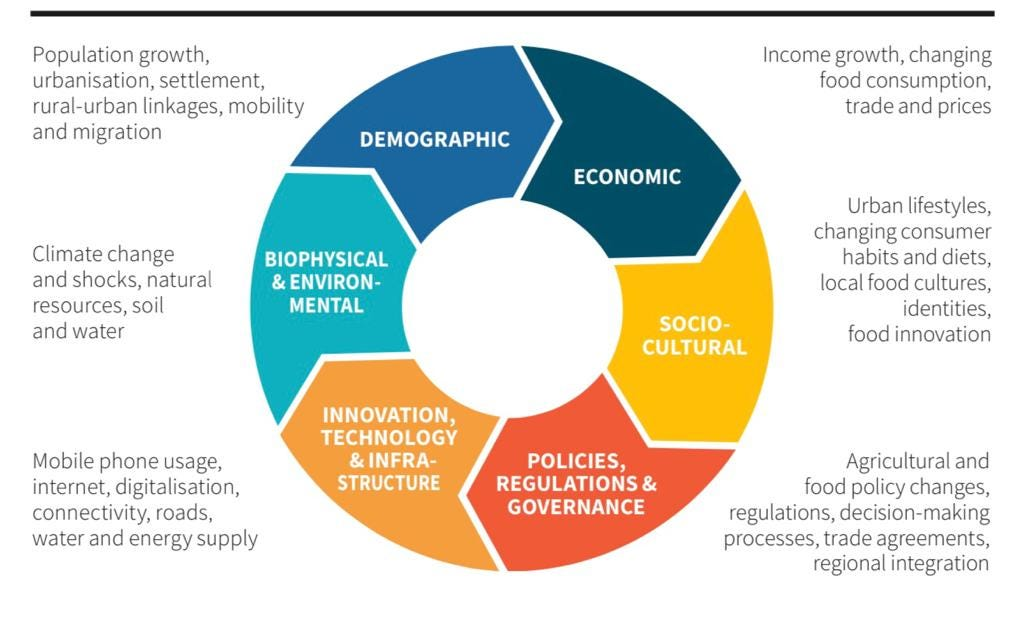 Population growth,
urbanisation, settlement,
rural-urban linkages, mobility
and migration
DEMOGRAPHIC
Income growth, changing
food consumption,
trade and prices
ECONOMIC
Urban lifestyles,
changing consumer
habits and diets,
local food cultures,
identities,
food innovation
SOCIO-
CULTURAL
Climate change
and shocks, natural
resources, soil
and water
BIOPHYSICAL
& ENVIRON-
MENTAL
Mobile phone usage,
internet, digitalisation,
connectivity, roads,
water and energy supply
INNOVATION,
TECHNOLOGY
& INFRA-
STRUCTURE
POLICIES,
REGULATIONS &
GOVERNANCE
Agricultural and
food policy changes,
regulations, decision-making
processes, trade agreements,
regional integration